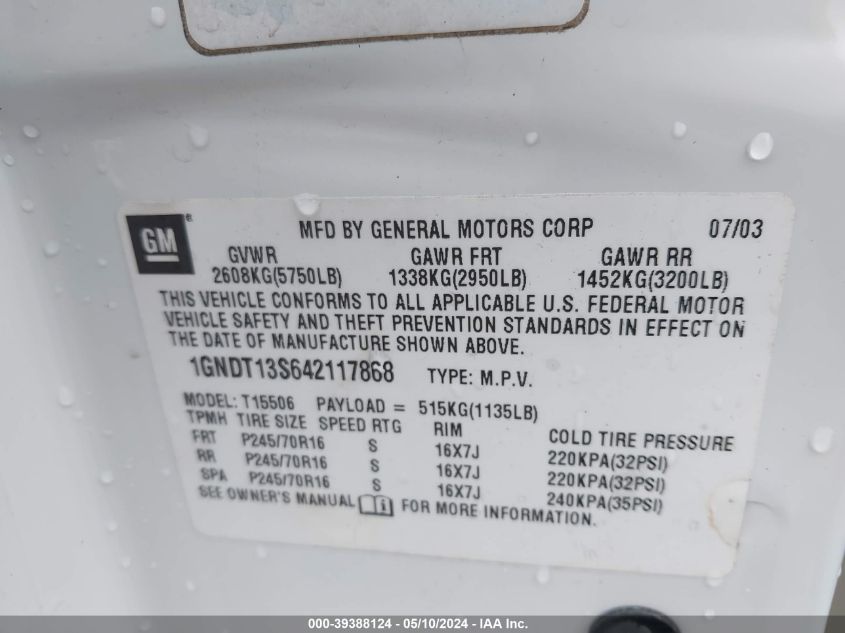 GM ® MFD BY GENERAL MOTORS CORP 07/03
GVWR GAWR FRT GAWR RR
2608KG(5750LB) 1338KG(2950LB) 1452KG(3200LB)
THIS VEHICLE CONFORMS TO ALL APPLICABLE U.S. FEDERAL MOTOR
VEHICLE SAFETY AND THEFT PREVENTION STANDARDS IN EFFECT ON
THE DATE OF MANUFACTURE SHOWN ABOVE.
1GNDT13S642117868 TYPE: M.P.V.
MODEL: T15506 PAYLOAD = 515KG(1135LB)
TPMH TIRE SIZE SPEED RTG RIM COLD TIRE PRESSURE
FRT P245/70R16 S 16X7J 220KPA(32PSI)
RR P245/70R16 S 16X7J 220KPA(32PSI)
SPA P245/70R16 S 16X7J 240KPA(35PSI)
SEE OWNER'S MANUAL FOR MORE INFORMATION.
000-39388124 - 05/10/2024 - IAA Inc.